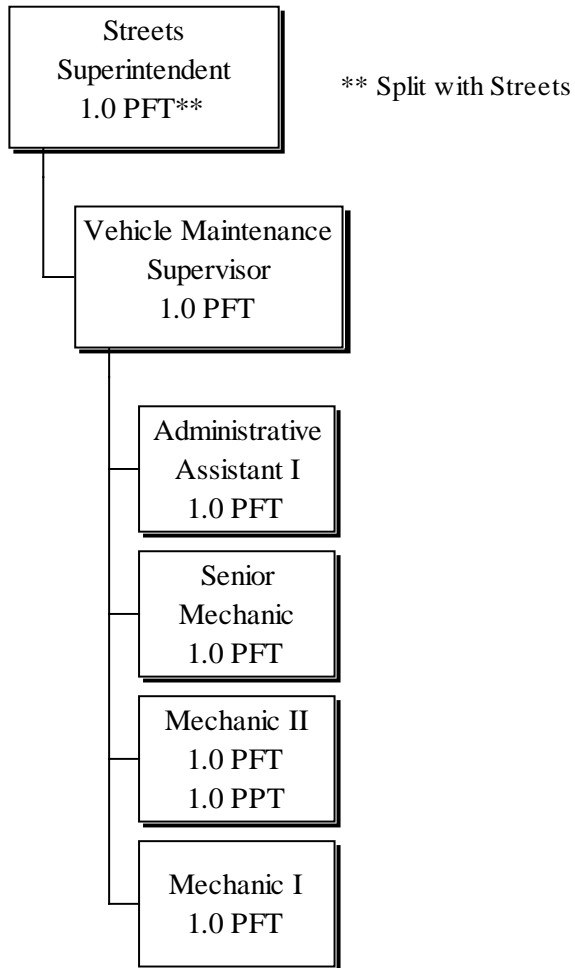 Streets
Superintendent
1.0 PFT**
** Split with Streets
Vehicle Maintenance
Supervisor
1.0 PFT
Administrative
Assistant I
1.0 PFT
Senior
Mechanic
1.0 PFT
Mechanic II
1.0 PFT
1.0 PPT
Mechanic I
1.0 PFT